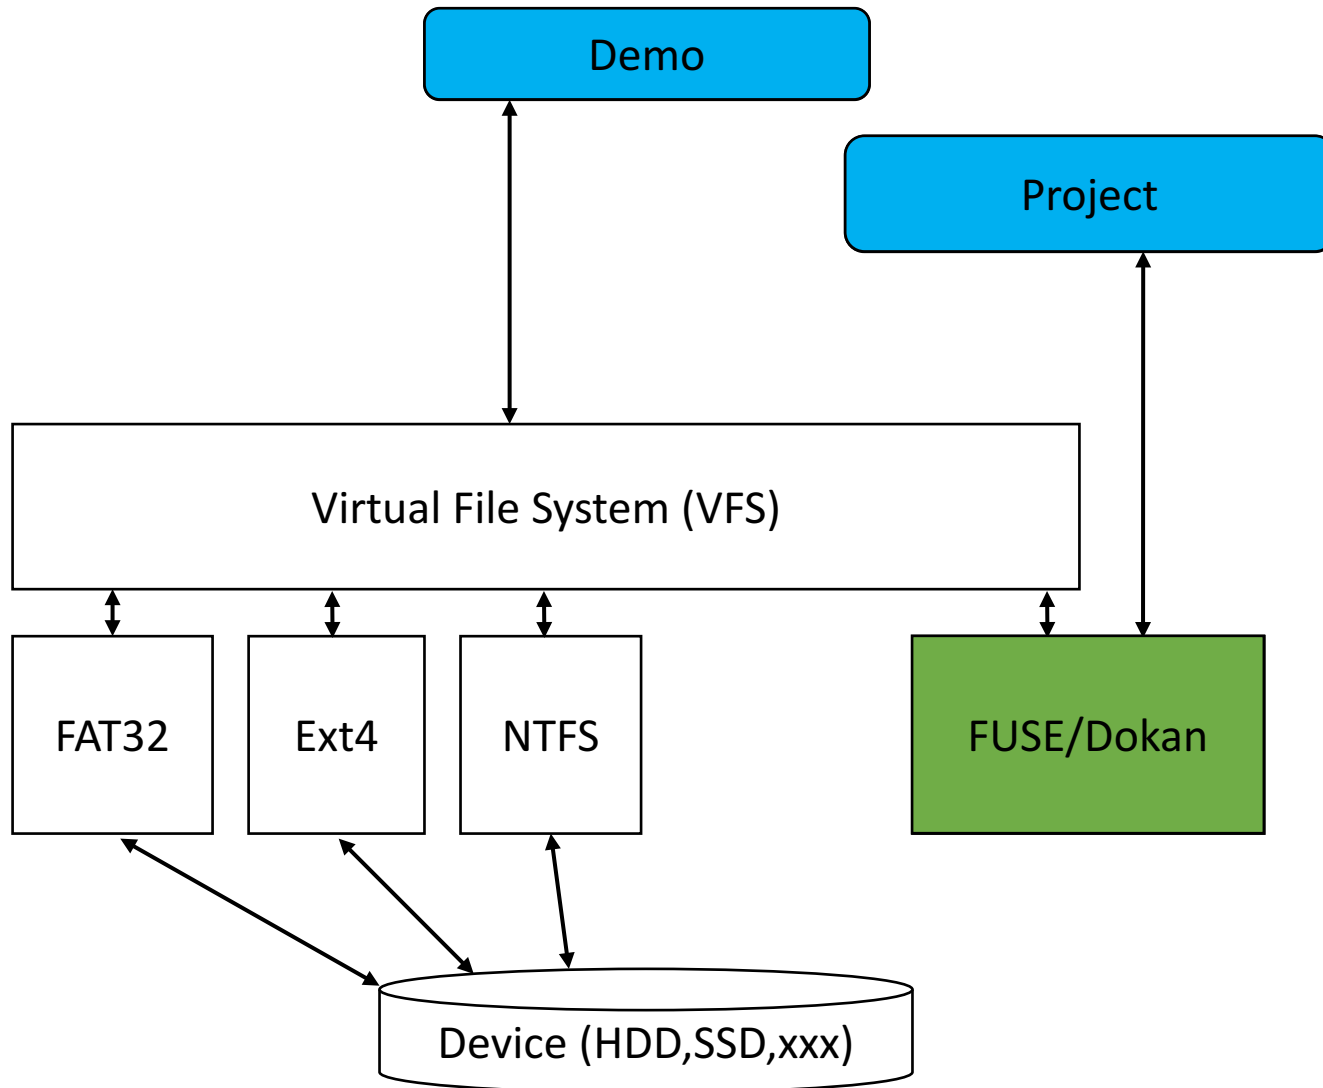 Demo
Project
Virtual File System (VFS)
FAT32
Ext4
NTFS
FUSE/Dokan
Device (HDD,SSD,xxx)